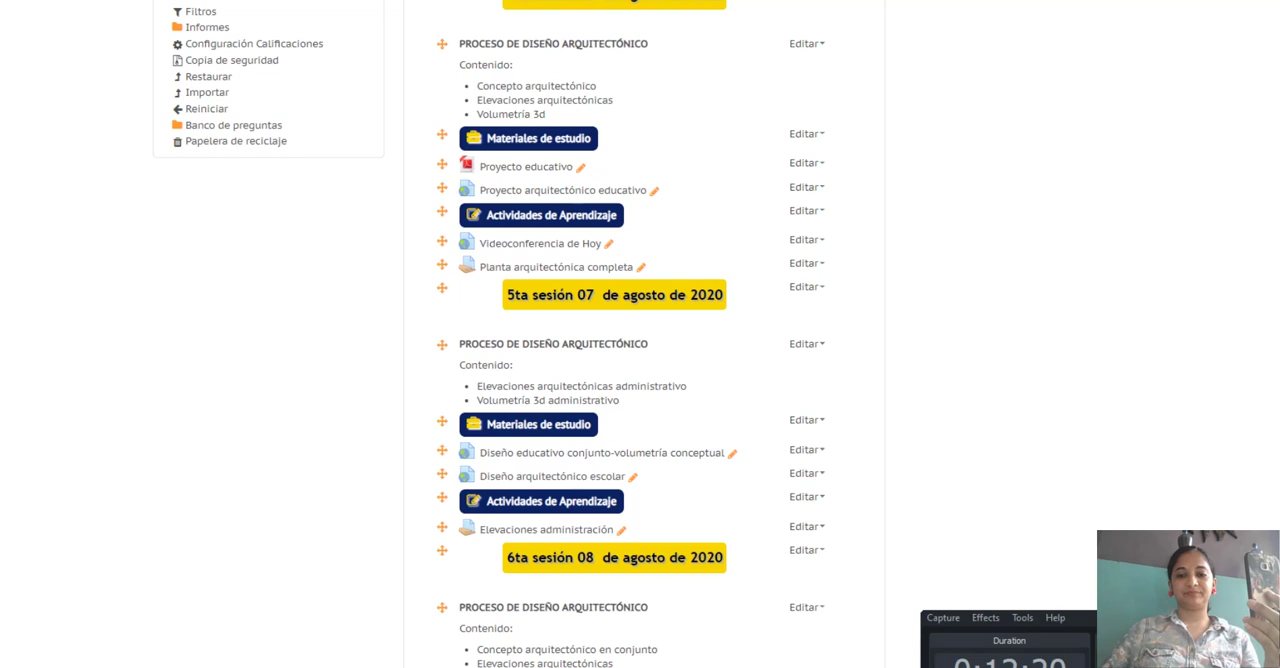 Filtros
Informes
Configuración Calificaciones
Copia de seguridad
Restaurar
Importar
Reiniciar
Banco de preguntas
Papelera de reciclaje
PROCESO DE DISEÑO ARQUITECTÓNICO Editar
Contenido:
Concepto arquitectónico
Elevaciones arquitectónicas
Volumetría 3d
Materiales de estudio Editar
Proyecto educativo Editar
Proyecto arquitectónico educativo Editar
Actividades de Aprendizaje Editar
Videoconferencia de Hoy Editar
Planta arquitectónica completa Editar
5ta sesión 07 de agosto de 2020 Editar
PROCESO DE DISEÑO ARQUITECTÓNICO Editar
Contenido:
Elevaciones arquitectónicas administrativo
Volumetría 3d administrativo
Materiales de estudio Editar
Diseño educativo conjunto-volumetría conceptual Editar
Diseño arquitectónico escolar Editar
Actividades de Aprendizaje Editar
Elevaciones administración Editar
6ta sesión 08 de agosto de 2020 Editar
PROCESO DE DISEÑO ARQUITECTÓNICO Editar
Contenido:
Concepto arquitectónico en conjunto
Elevaciones arquitectónicas
Capture Effects Tools Help
Duration